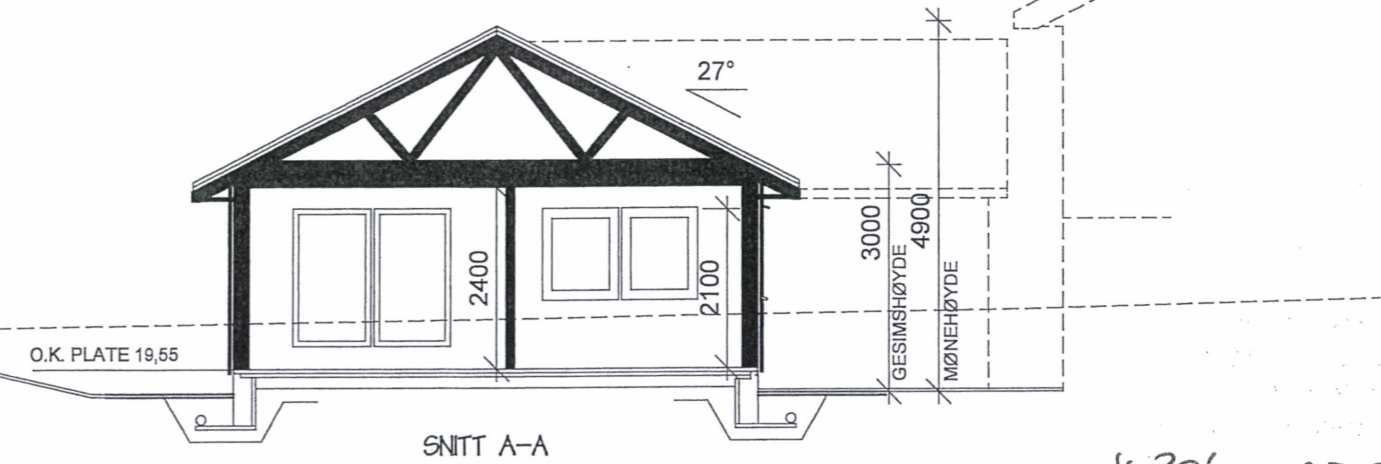 27°
3000
4900
GESIMSHØYDE
MØNEHØYDE
2400
2100
O.K. PLATE 19,55
SNITT A-A